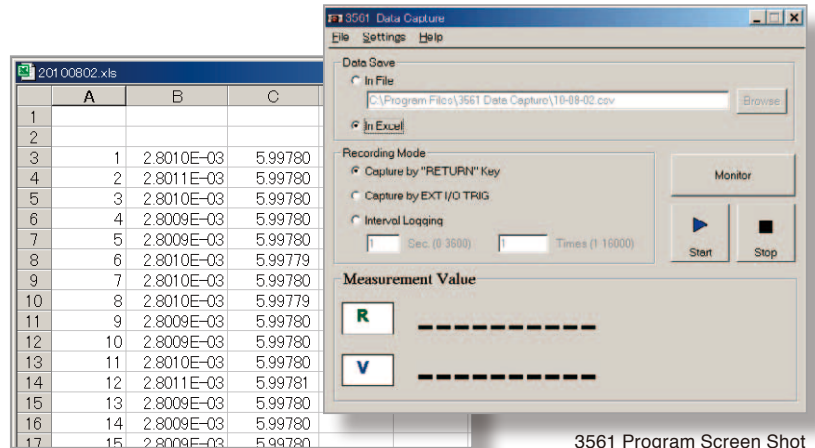 20100802.xls
A B C
1
2
3 1 2.8010E-03 5.99780
4 2 2.8011E-03 5.99780
5 3 2.8010E-03 5.99780
6 4 2.8009E-03 5.99780
7 5 2.8009E-03 5.99780
8 6 2.8010E-03 5.99779
9 7 2.8010E-03 5.99780
10 8 2.8010E-03 5.99779
11 9 2.8009E-03 5.99780
12 10 2.8009E-03 5.99780
13 11 2.8010E-03 5.99780
14 12 2.8011E-03 5.99781
15 13 2.8009E-03 5.99780
16 14 2.8009E-03 5.99780
17 15 2.8009E-03 5.99780
3561 Data Capture
File Settings Help
Data Save
In File
C:\Program Files\3561 Data Capture\10-08-02.csv Browse
In Excel
Recording Mode
Capture by "RETURN" Key
Capture by EXT I/O TRIG
Interval Logging
1 Sec. (0-3600) 1 Times (1-16000)
Monitor
Start Stop
Measurement Value
R ----------
V ----------
3561 Program Screen Shot